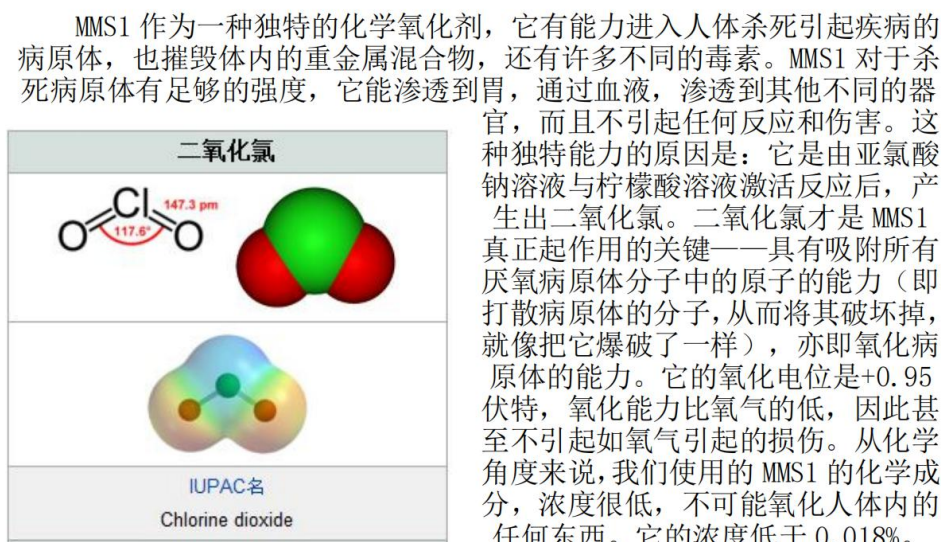 MMS1 作为一种独特的化学氧化剂，它有能力进入人体杀死引起疾病的
病原体，也摧毁体内的重金属混合物，还有许多不同的毒素。MMS1 对于杀
死病原体有足够的强度，它能渗透到胃，通过血液，渗透到其他不同的器
官，而且不引起任何反应和伤害。这
种独特能力的原因是：它是由亚氯酸
钠溶液与柠檬酸溶液激活反应后，产
生出二氧化氯。二氧化氯才是 MMS1
真正起作用的关键——具有吸附所有
厌氧病原体分子中的原子的能力（即
打散病原体的分子，从而将其破坏掉，
就像把它爆破了一样），亦即氧化病
原体的能力。它的氧化电位是+0.95
伏特，氧化能力比氧气的低，因此甚
至不引起如氧气引起的损伤。从化学
角度来说，我们使用的 MMS1 的化学成
分，浓度很低，不可能氧化人体内的
任何东西。它的浓度低于 0.018%。
二氧化氯
Cl
147.3 pm
O
117.6°
O
IUPAC名
Chlorine dioxide